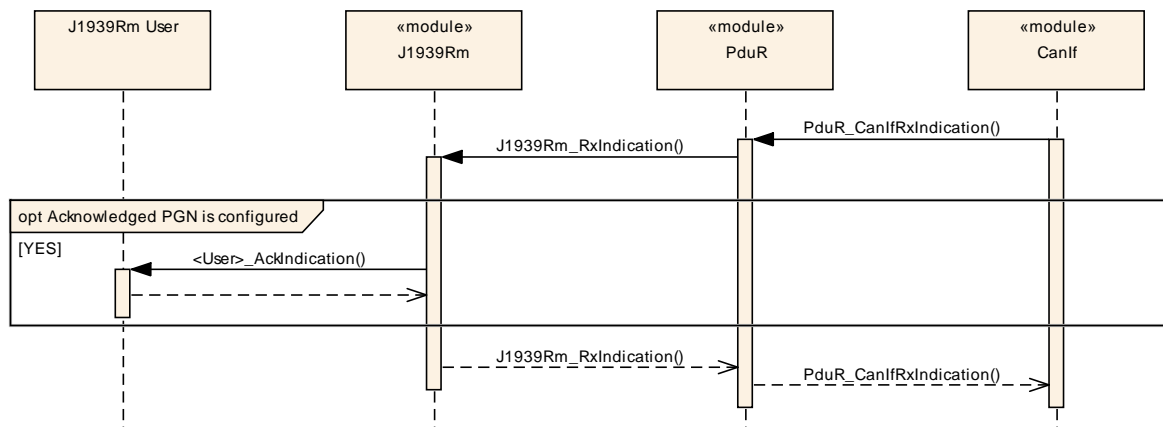 J1939Rm User
«module»
J1939Rm
«module»
PduR
«module»
CanIf
PduR_CanIfRxIndication()
J1939Rm_RxIndication()
opt Acknowledged PGN is configured
[YES]
<User>_AckIndication()
J1939Rm_RxIndication()
PduR_CanIfRxIndication()